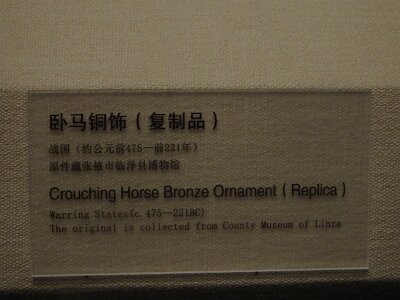 卧马铜饰（复制品）
战国（约公元前475—前221年）
原件藏张掖市临泽县博物馆
Crouching Horse Bronze Ornament（Replica）
Warring States(c.475—221BC)
The original is collected from County Museum of Linze